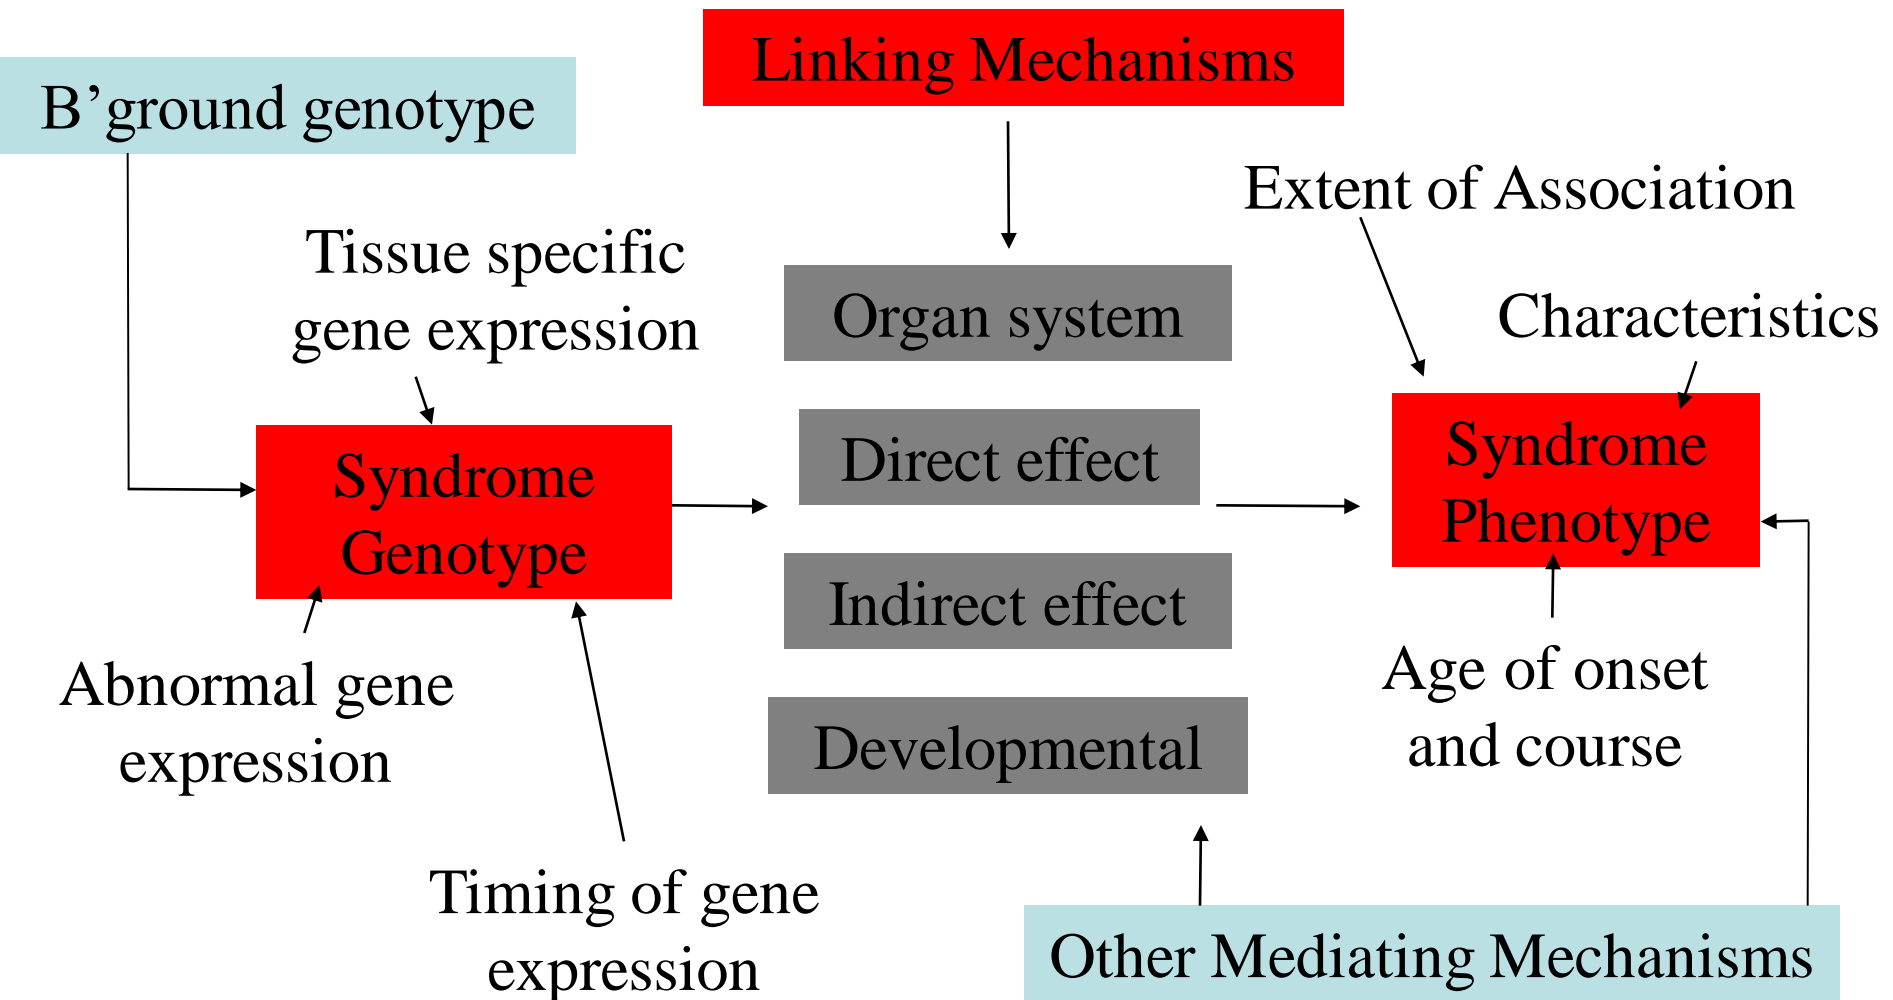 Linking Mechanisms
B’ground genotype
Extent of Association
Tissue specific
gene expression
Organ system
Characteristics
Direct effect
Syndrome
Genotype
Syndrome
Phenotype
Indirect effect
Abnormal gene
expression
Age of onset
and course
Developmental
Timing of gene
expression
Other Mediating Mechanisms